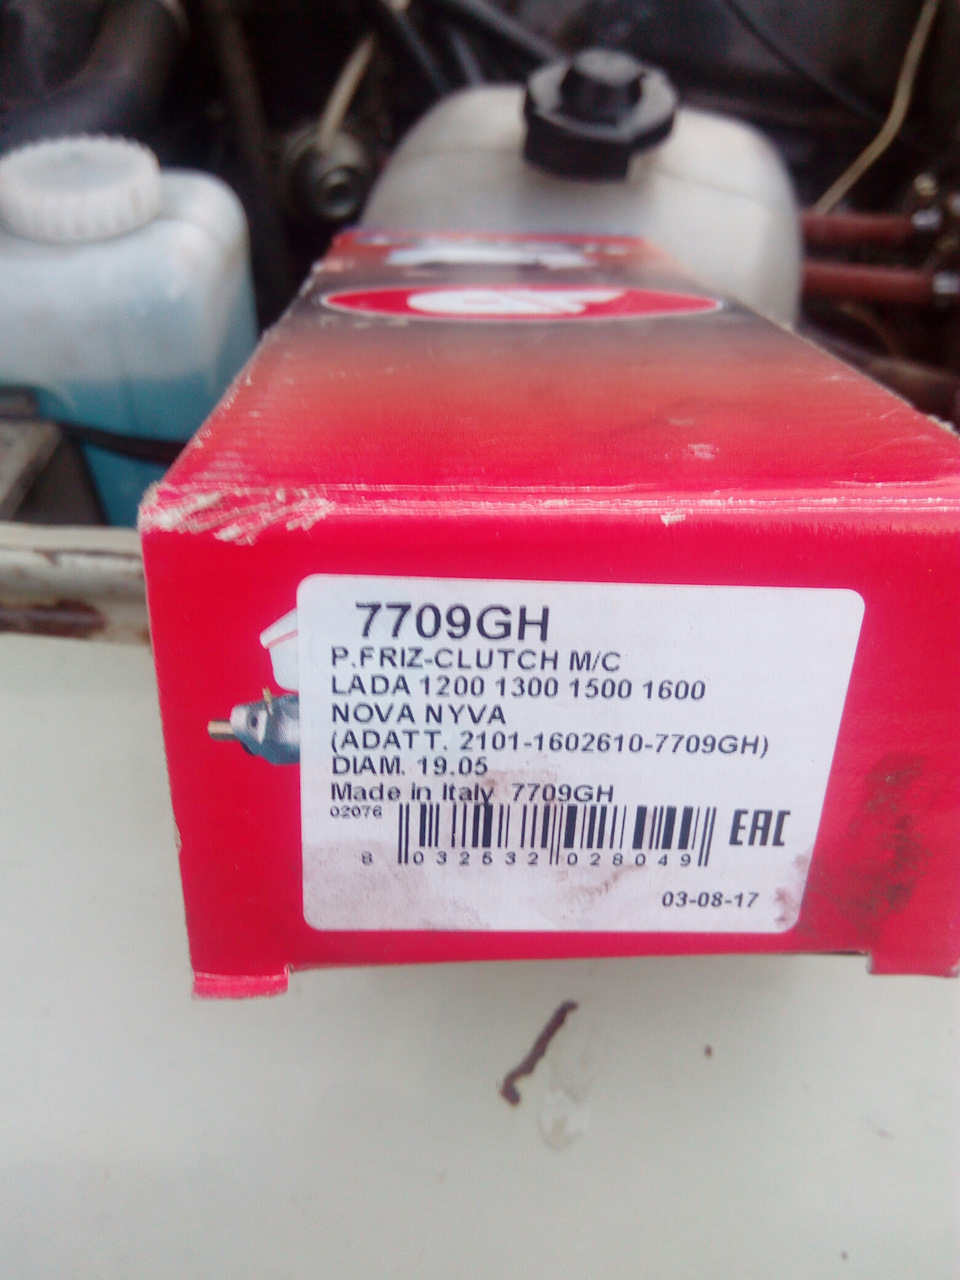 7709GH
P.FRIZ-CLUTCH M/C
LADA 1200 1300 1500 1600
NOVA NYVA
(ADATT. 2101-1602610-7709GH)
DIAM. 19.05
Made in Italy 7709GH
02076
8 032532 028049
EAC
03-08-17